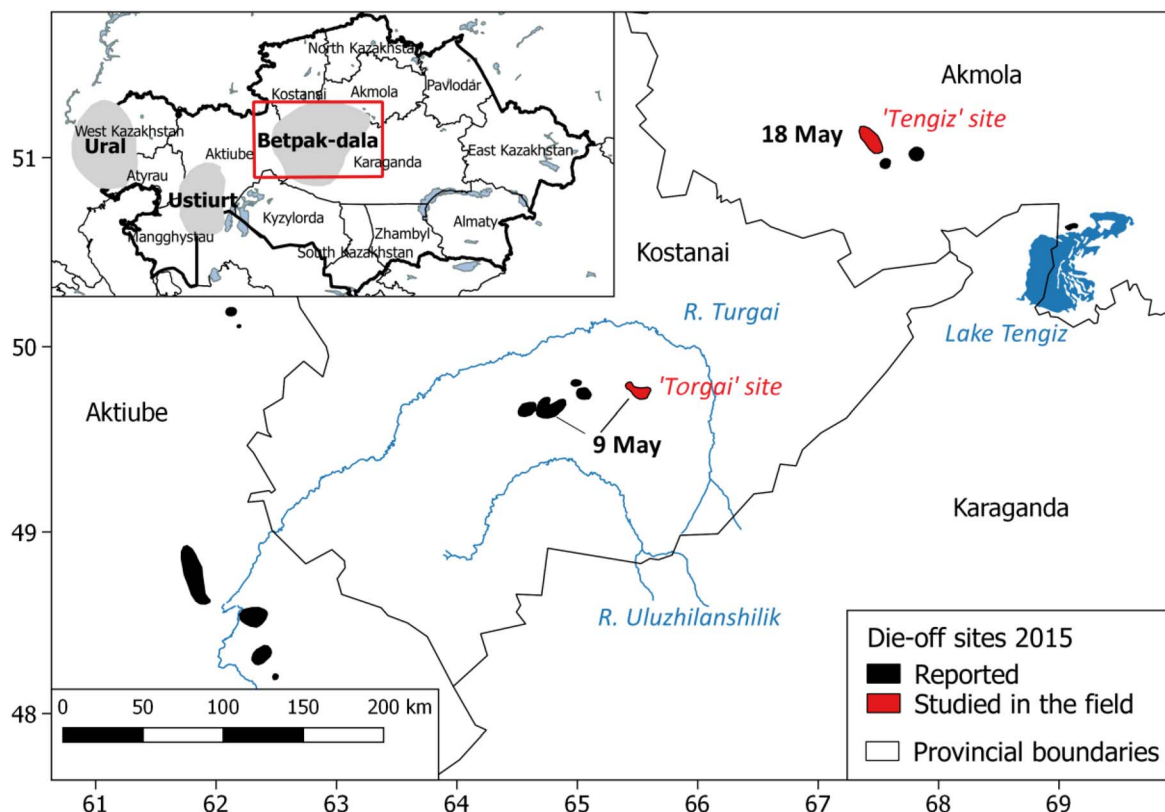 North Kazakhstan
Kostanai
Akmola
Pavlodar
West Kazakhstan
Ural
Aktiube
Betpak-dala
Karaganda
East Kazakhstan
Atyrau
Ustiurt
Kyzylorda
Almaty
Mangghystau
Zhambyl
South Kazakhstan
Akmola
'Tengiz' site
18 May
Kostanai
R. Turgai
Lake Tengiz
'Torgai' site
Aktiube
9 May
Karaganda
R. Uluzhilanshilik
Die-off sites 2015
Reported
Studied in the field
Provincial boundaries
0 50 100 150 200 km
51
50
49
48
61 62 63 64 65 66 67 68 69